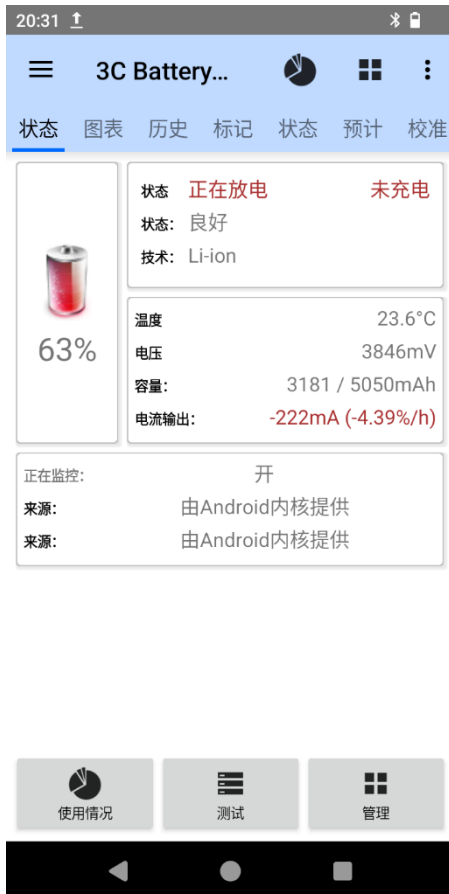 20:31
3C Battery...
状态 图表 历史 标记 状态 预计 校准
63%
状态 正在放电 未充电
状态： 良好
技术： Li-ion
温度 23.6°C
电压 3846mV
容量： 3181 / 5050mAh
电流输出： -222mA (-4.39%/h)
正在监控： 开
来源： 由Android内核提供
来源： 由Android内核提供
使用情况 测试 管理